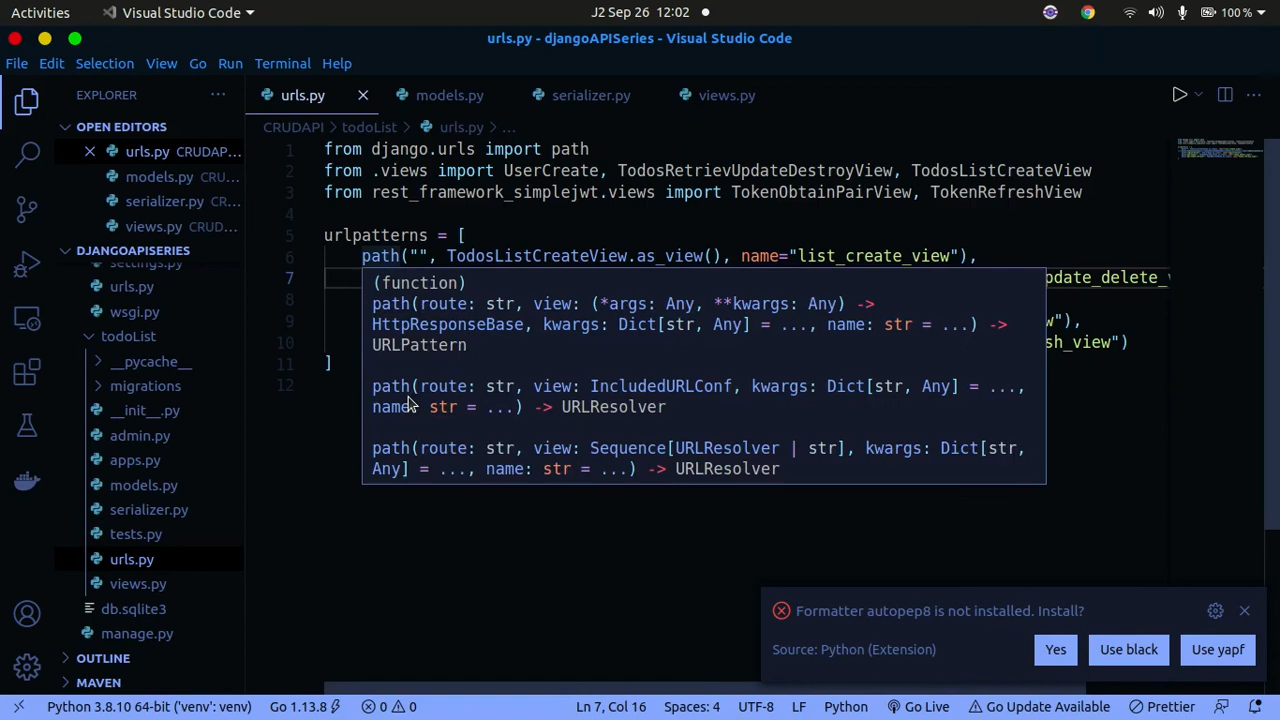 Activities
Visual Studio Code
J2 Sep 26 12:02
100 %
urls.py - djangoAPISeries - Visual Studio Code
File Edit Selection View Go Run Terminal Help
EXPLORER
OPEN EDITORS
urls.py CRUDAP...
models.py CRU...
serializer.py CR...
views.py CRUD...
DJANGOAPISERIES
settings.py
urls.py
wsgi.py
todoList
__pycache__
migrations
__init__.py
admin.py
apps.py
models.py
serializer.py
tests.py
urls.py
views.py
db.sqlite3
manage.py
OUTLINE
MAVEN
urls.py models.py serializer.py views.py
CRUDAPI todoList urls.py ...
1 from django.urls import path
2 from .views import UserCreate, TodosRetrievUpdateDestroyView, TodosListCreateView
3 from rest_framework_simplejwt.views import TokenObtainPairView, TokenRefreshView
4
5 urlpatterns = [
6 path("", TodosListCreateView.as_view(), name="list_create_view"),
7 pdate_delete_
8
9 w"),
10 sh_view")
11 ]
12
(function)
path(route: str, view: (*args: Any, **kwargs: Any) ->
HttpResponseBase, kwargs: Dict[str, Any] = ..., name: str = ...) ->
URLPattern
path(route: str, view: IncludedURLConf, kwargs: Dict[str, Any] = ...,
name: str = ...) -> URLResolver
path(route: str, view: Sequence[URLResolver | str], kwargs: Dict[str,
Any] = ..., name: str = ...) -> URLResolver
Formatter autopep8 is not installed. Install?
Source: Python (Extension)
Yes Use black Use yapf
Python 3.8.10 64-bit ('venv': venv) Go 1.13.8 0 0 Ln 7, Col 16 Spaces: 4 UTF-8 LF Python Go Live Go Update Available Prettier